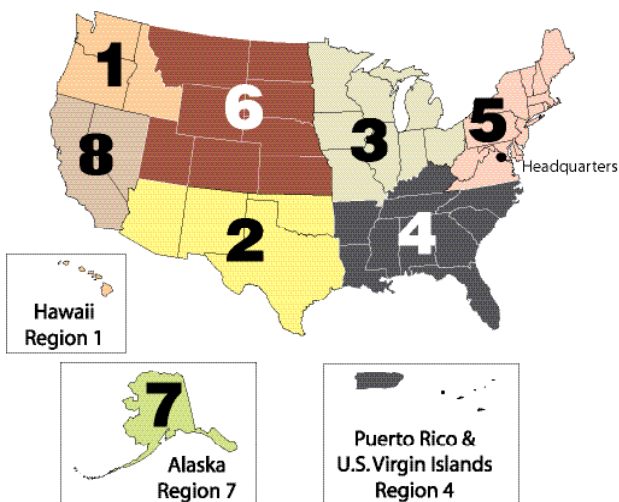 1
6
3
5
Headquarters
8
2
4
Hawaii
Region 1
7
Alaska
Region 7
Puerto Rico &
U.S. Virgin Islands
Region 4